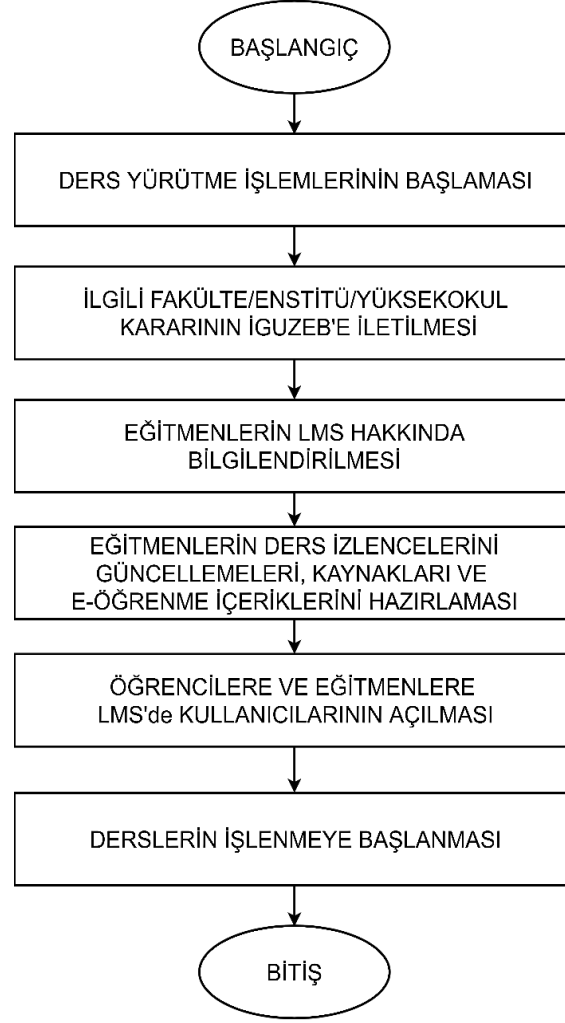 BAŞLANGIÇ
DERS YÜRÜTME İŞLEMLERİNİN BAŞLAMASI
İLGİLİ FAKÜLTE/ENSTİTÜ/YÜKSEKOKUL
KARARININ İGUZEB'E İLETİLMESİ
EĞİTMENLERİN LMS HAKKINDA
BİLGİLENDİRİLMESİ
EĞİTMENLERİN DERS İZLENCELERİNİ
GÜNCELLEMELERİ, KAYNAKLARI VE
E-ÖĞRENME İÇERİKLERİNİ HAZIRLAMASI
ÖĞRENCİLERE VE EĞİTMENLERE
LMS'de KULLANICILARININ AÇILMASI
DERSLERİN İŞLENMEYE BAŞLANMASI
BİTİŞ